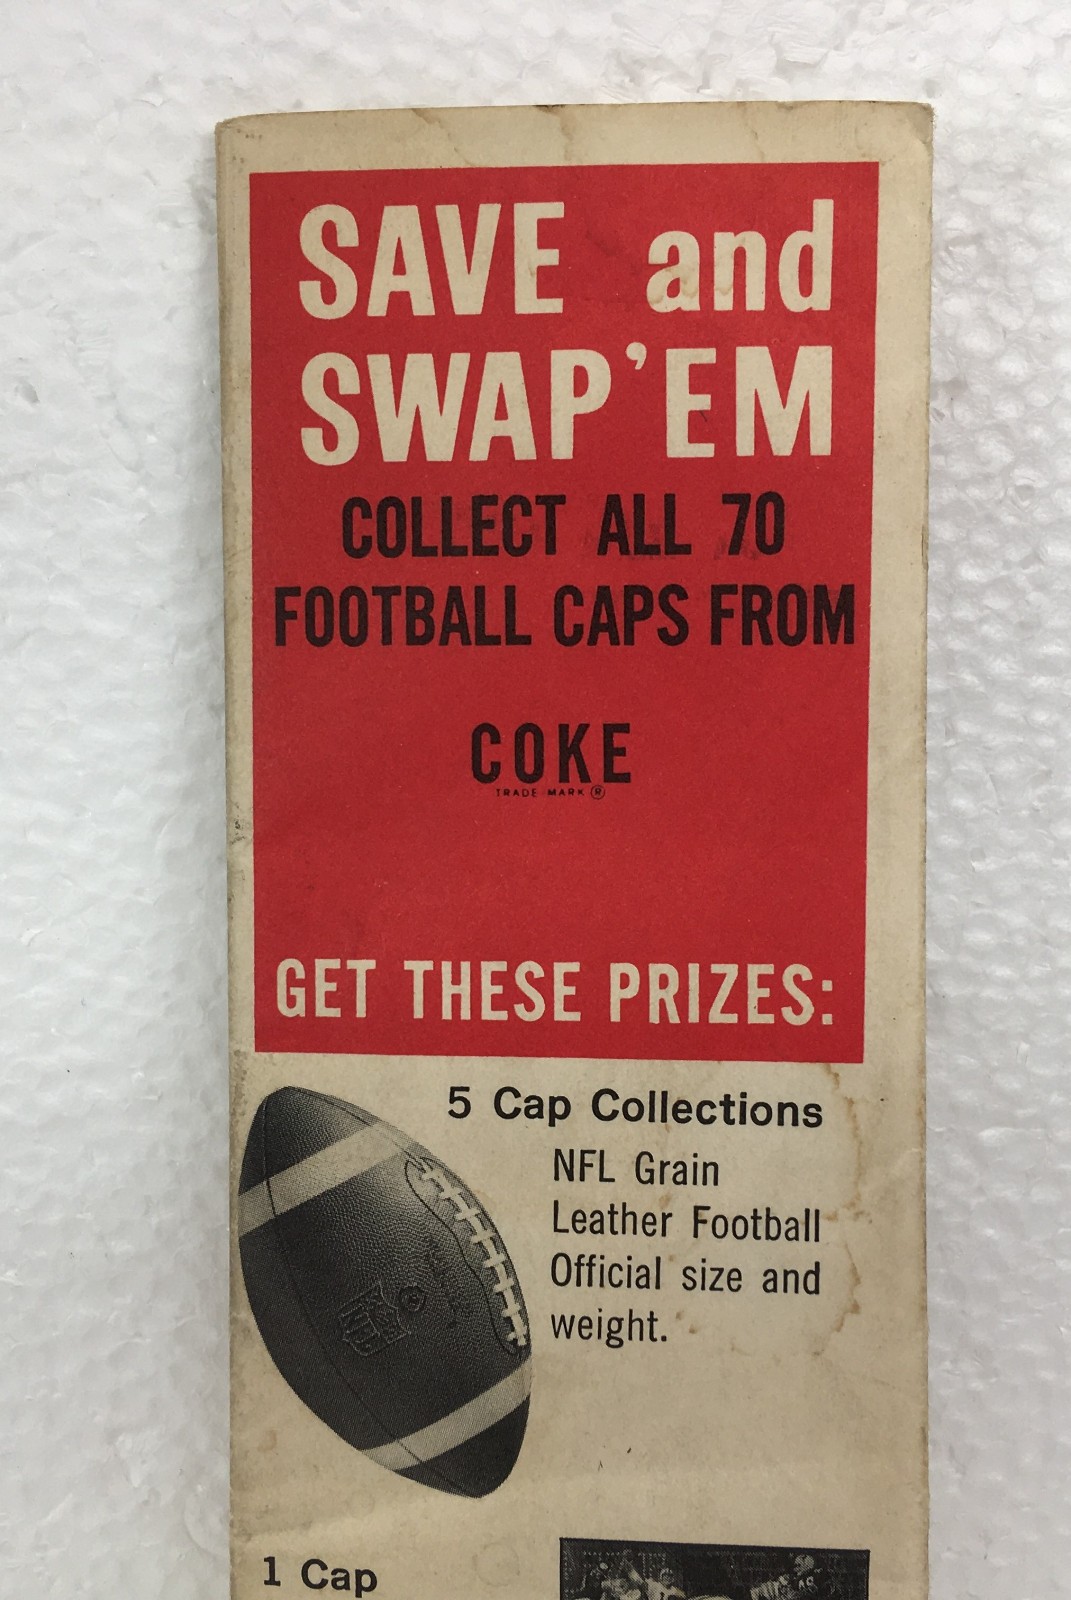 SAVE and
SWAP'EM
COLLECT ALL 70
FOOTBALL CAPS FROM
COKE
TRADE MARK ®
GET THESE PRIZES:
5 Cap Collections
NFL Grain
Leather Football
Official size and
weight.
NFL
®
1 Cap